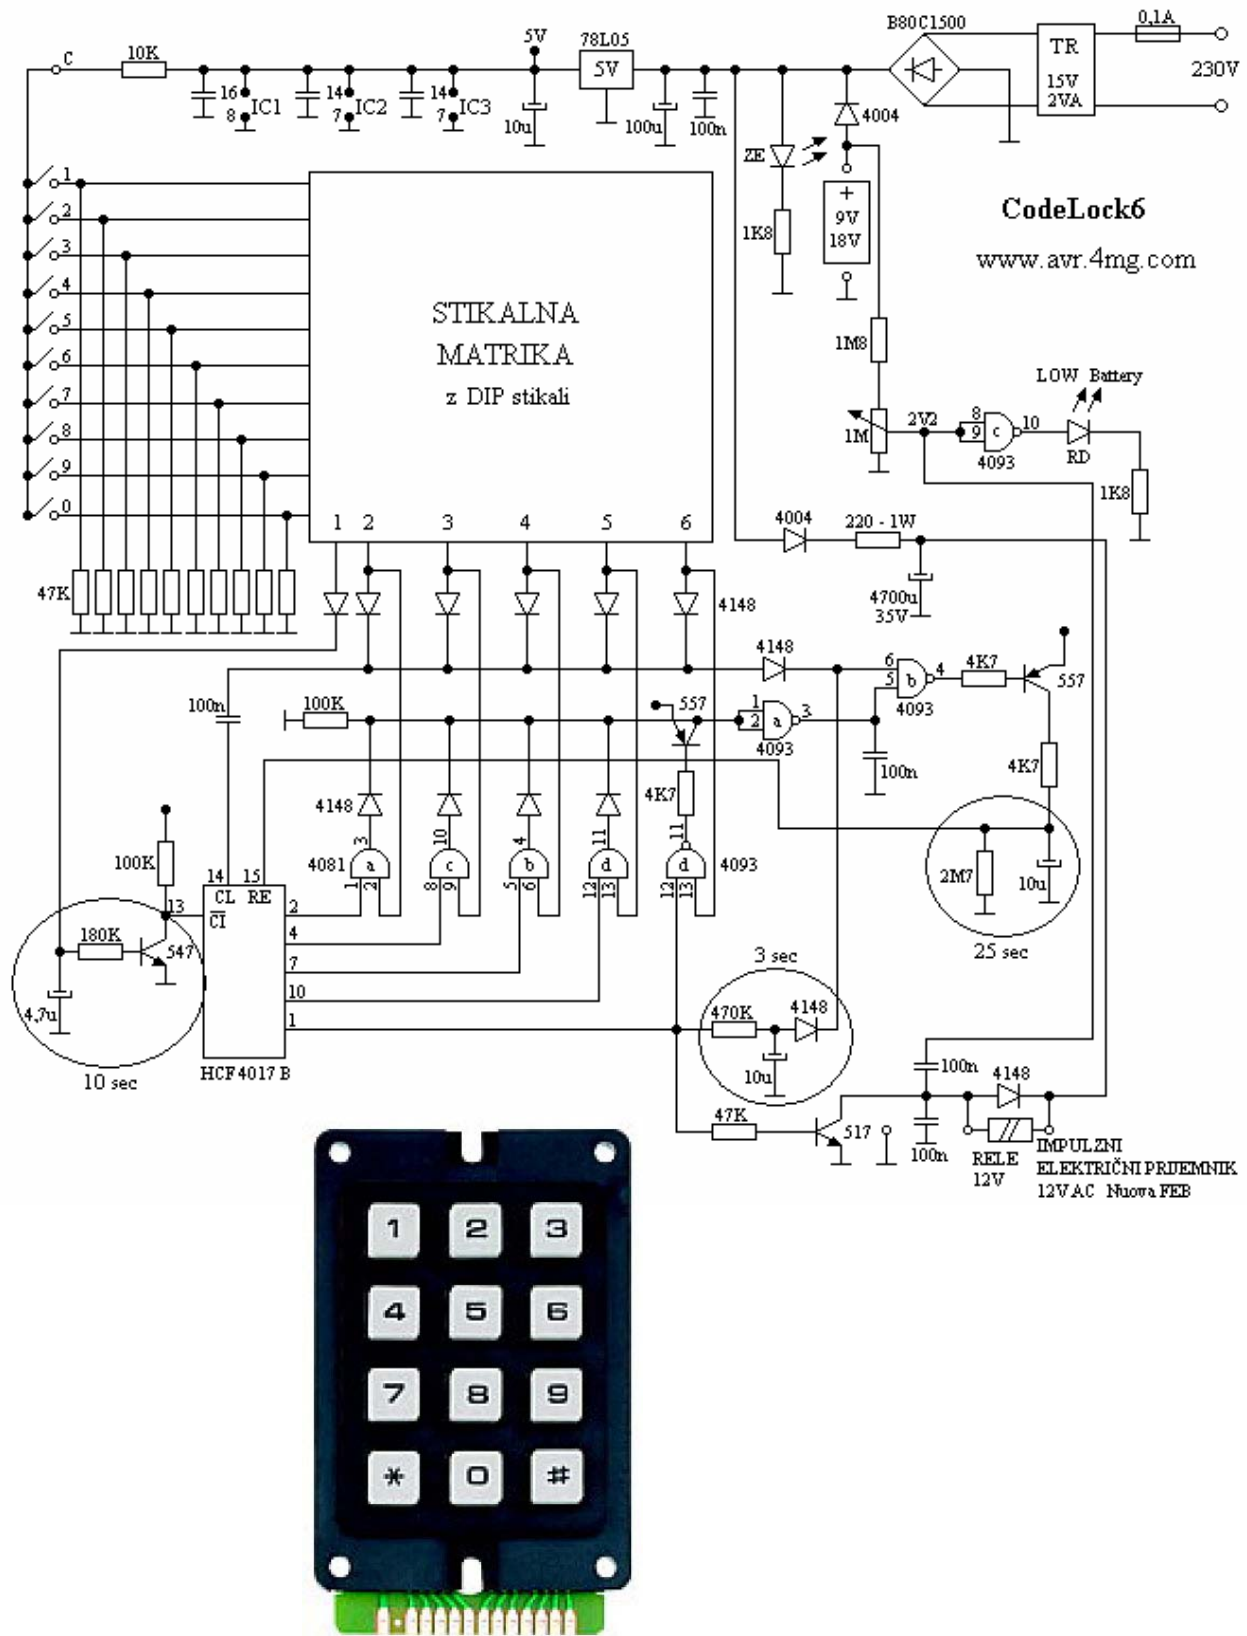 B80C1500
0,1A
TR
15V
2VA
230V
C
10K
5V
78L05
5V
16
8
IC1
14
7
IC2
14
7
IC3
10u
100u
100n
4004
ZE
1K8
+
9V
18V
CodeLock6
www.avr.4mg.com
1
2
3
4
5
6
7
8
9
0
STIKALNA
MATRIKA
z DIP stikali
1 2 3 4 5 6
47K
1M8
1M
2V2
8
9
c
10
4093
LOW Battery
RD
1K8
4004
220 - 1W
4700u
35V
4148
4148
6
5
b
4
4093
4K7
557
100n
100K
557
1
2
a
3
4093
100n
4K7
4148
4K7
3
10
4
11
11
4081
a
c
b
d
d
4093
1 2
8 9
5 6
12 13
12 13
100K
14 15
CL RE
13
CI
2
4
7
10
1
180K
547
4,7u
10 sec
HCF4017B
2M7
10u
25 sec
3 sec
470K
4148
10u
47K
517
100n
100n
4148
RELE
12V
IMPULZNI
ELEKTRIČNI PRIJEMNIK
12V AC Nuova FEB
1 2 3
4 5 6
7 8 9
* 0 #